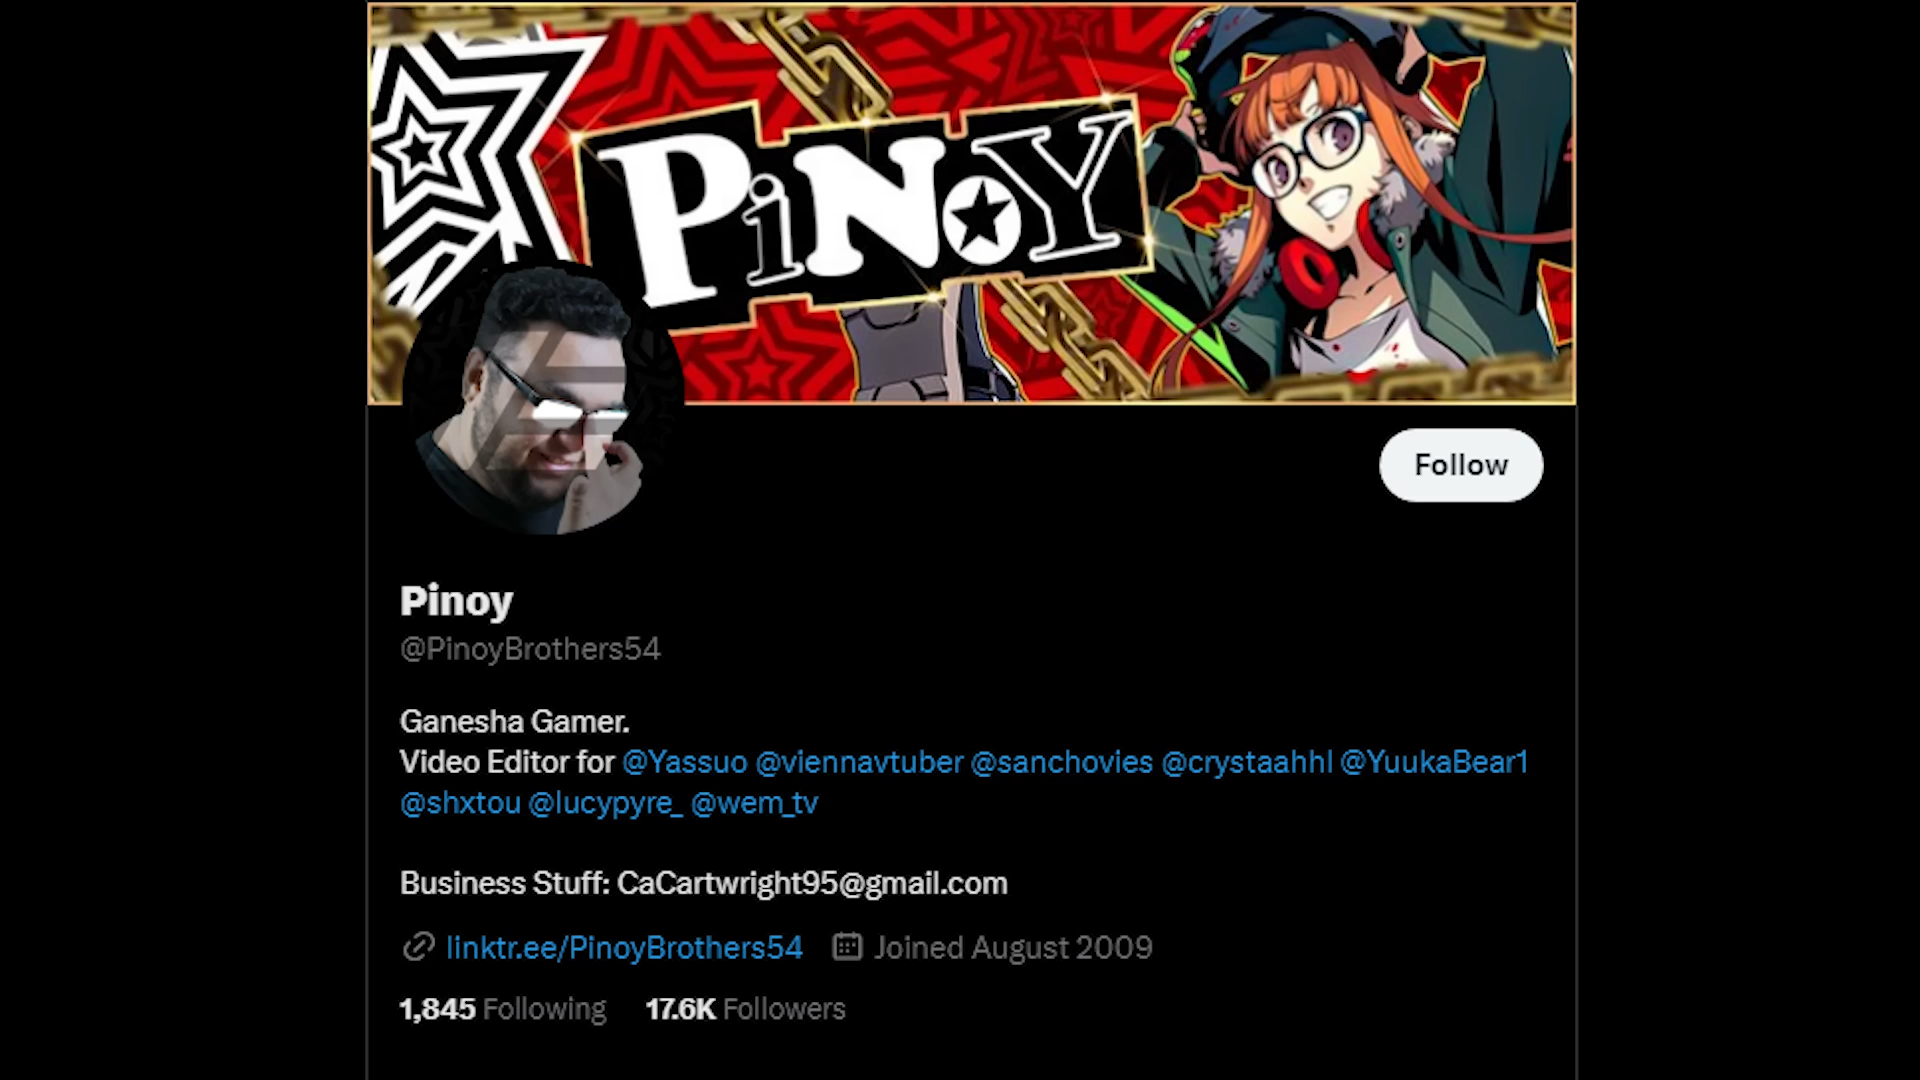 PiNoY
Follow
Pinoy
@PinoyBrothers54
Ganesha Gamer.
Video Editor for @Yassuo @viennavtuber @sanchovies @crystaahhl @YuukaBear1
@shxtou @lucypyre_ @wem_tv
Business Stuff: CaCartwright95@gmail.com
linktr.ee/PinoyBrothers54 Joined August 2009
1,845 Following 17.6K Followers